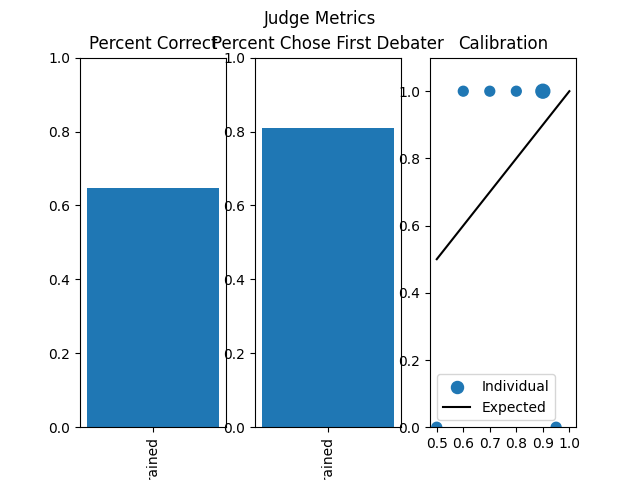 Judge Metrics
Percent Correct
Percent Chose First Debater
Calibration
1.0
0.8
0.6
0.4
0.2
0.0
rained
1.0
0.8
0.6
0.4
0.2
0.0
rained
1.0
0.8
0.6
0.4
0.2
0.0
Individual
Expected
0.5 0.6 0.7 0.8 0.9 1.0